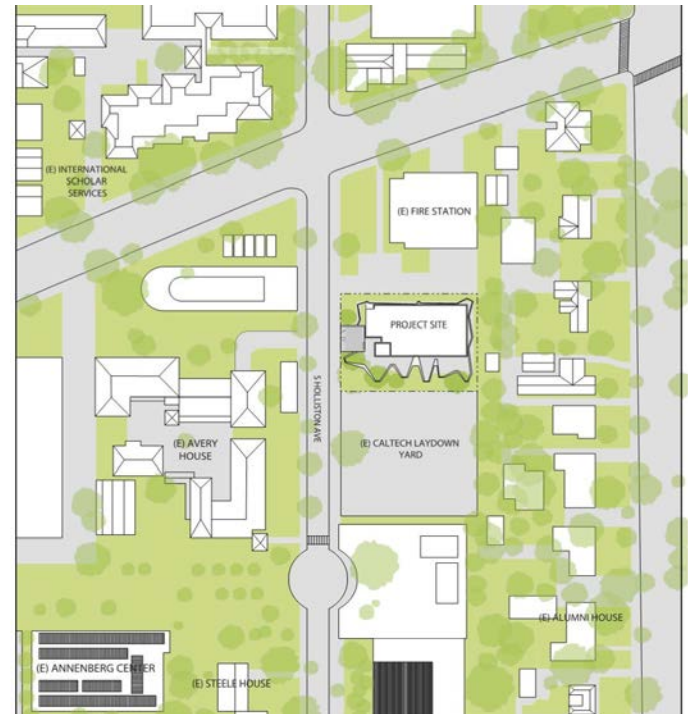 (E) INTERNATIONAL
SCHOLAR
SERVICES
(E) FIRE STATION
PROJECT SITE
S HOLLISTON AVE
(E) AVERY
HOUSE
(E) CALTECH LAYDOWN
YARD
(E) ALUMNI HOUSE
(E) ANNENBERG CENTER
(E) STEELE HOUSE